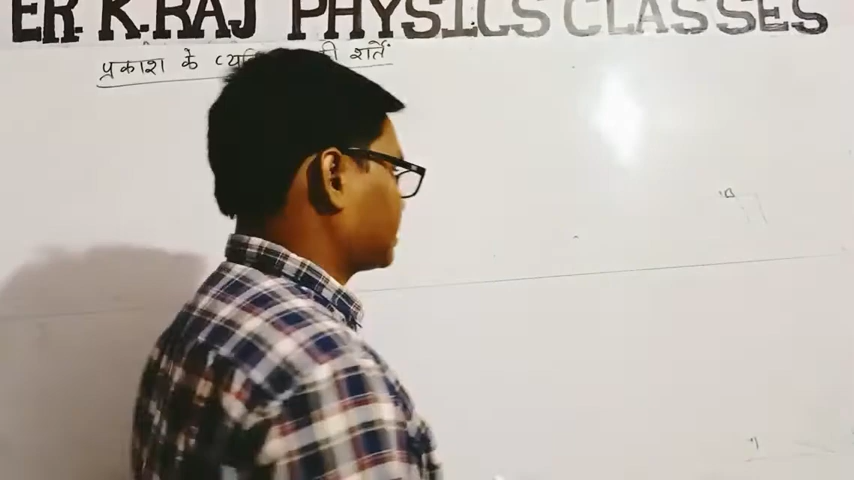 ER. K.RAJ PHYSICS CLASSES
प्रकाश के शर्तें